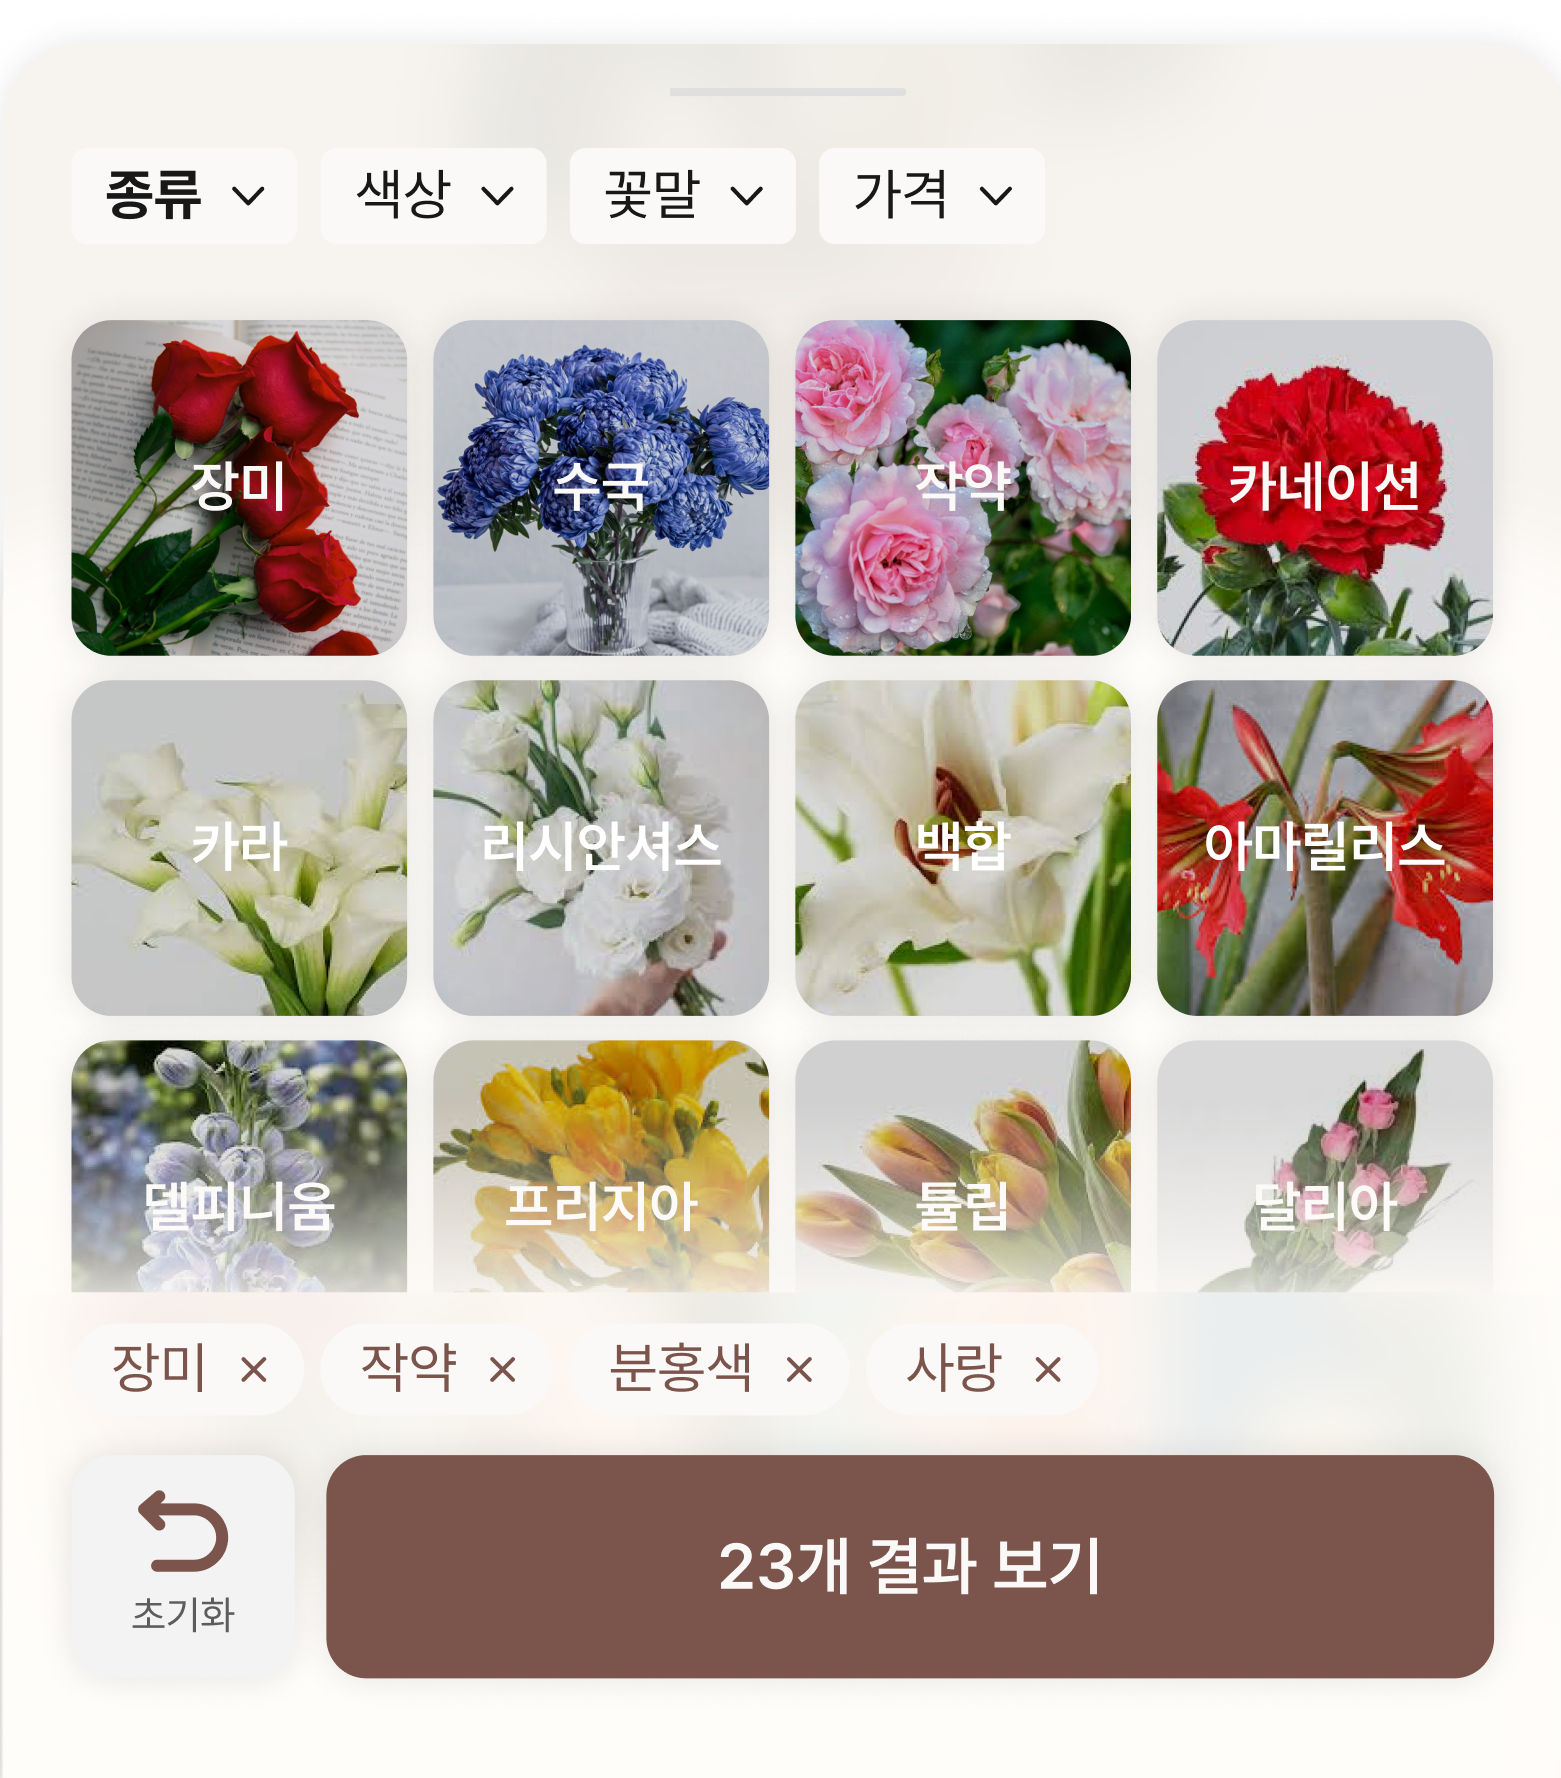 종류 색상 꽃말 가격
장미 수국 작약 카네이션
카라 리시안셔스 백합 아마릴리스
델피니움 프리지아 튤립 달리아
장미 × 작약 × 분홍색 × 사랑 ×
초기화
23개 결과 보기